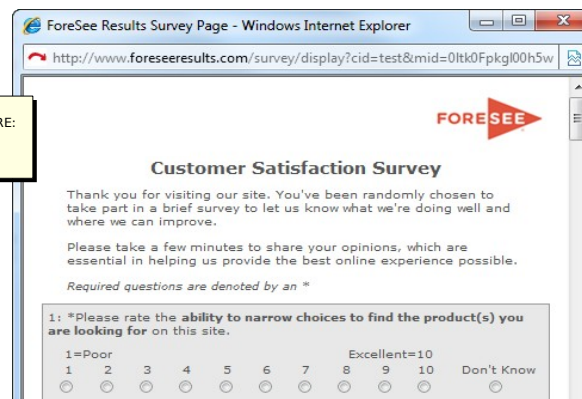 ForeSee Results Survey Page - Windows Internet Explorer
http://www.foreseeresults.com/survey/display?cid=test&mid=0ltk0Fpkgl00h5w
RE:
FORESEE
Customer Satisfaction Survey
Thank you for visiting our site. You've been randomly chosen to
take part in a brief survey to let us know what we're doing well and
where we can improve.
Please take a few minutes to share your opinions, which are
essential in helping us provide the best online experience possible.
Required questions are denoted by an *
1: *Please rate the ability to narrow choices to find the product(s) you
are looking for on this site.
1=Poor Excellent=10
1 2 3 4 5 6 7 8 9 10 Don't Know